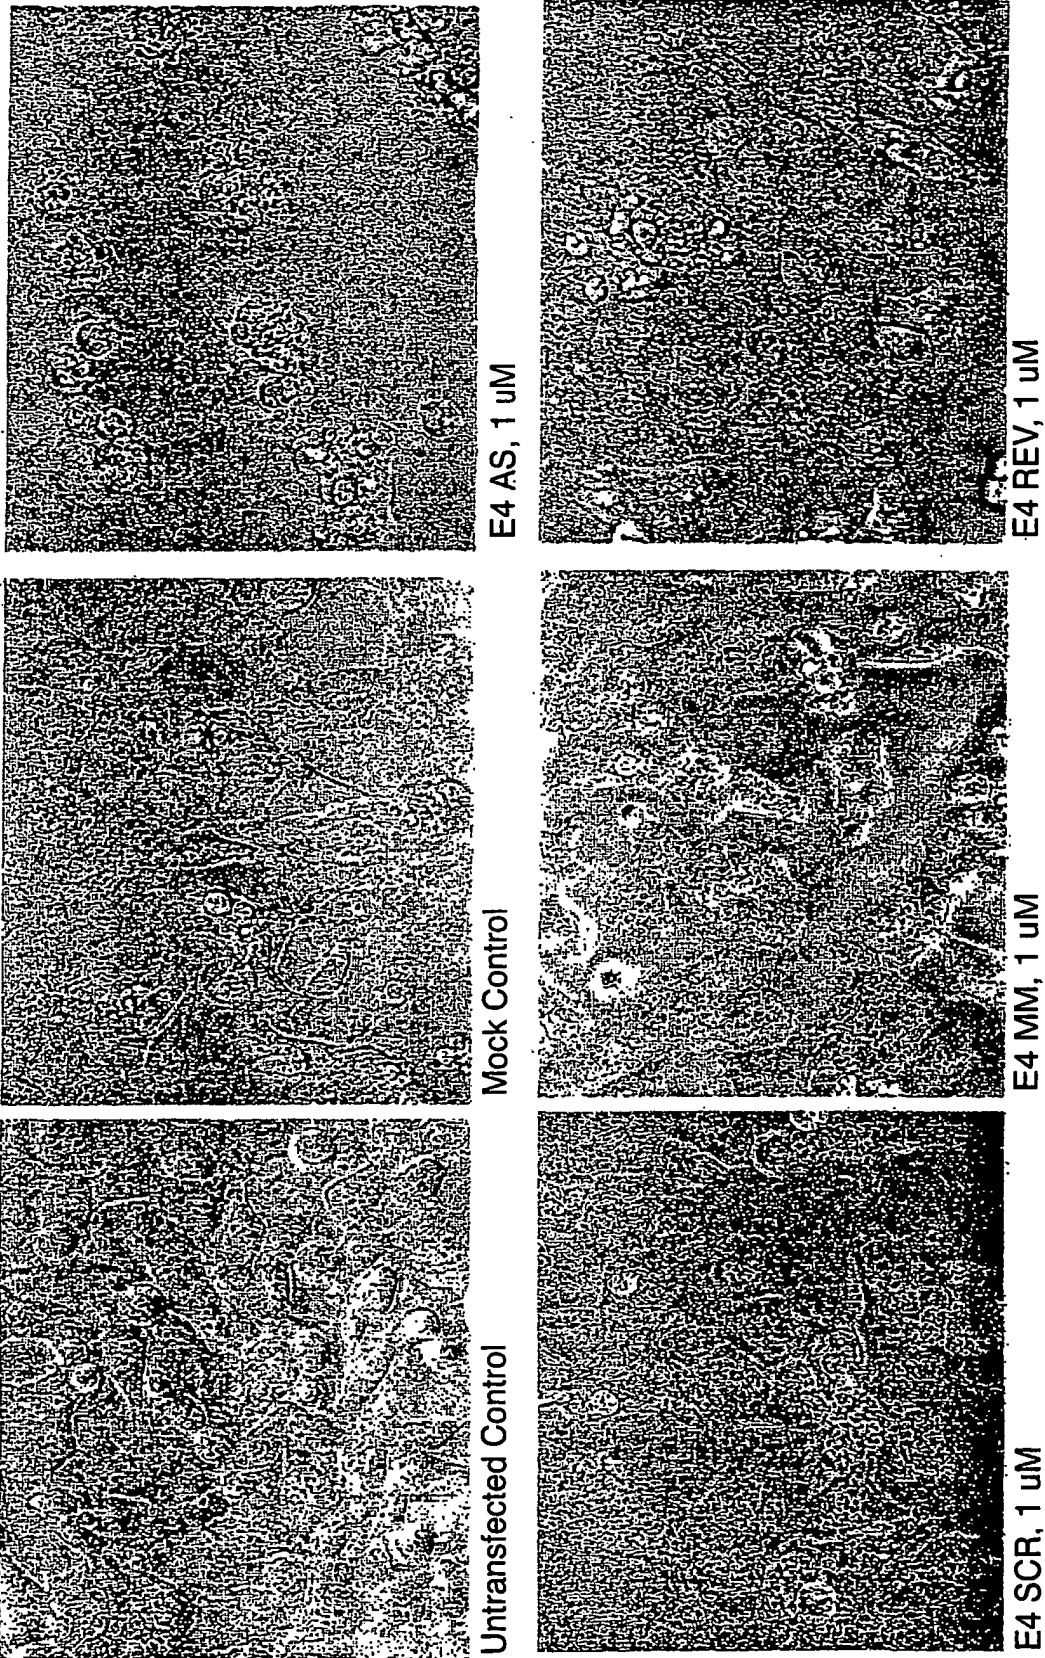 Untransfected Control
Mock Control
E4 AS, 1 uM
E4 SCR, 1 uM
E4 MM, 1 uM
E4 REV, 1 uM